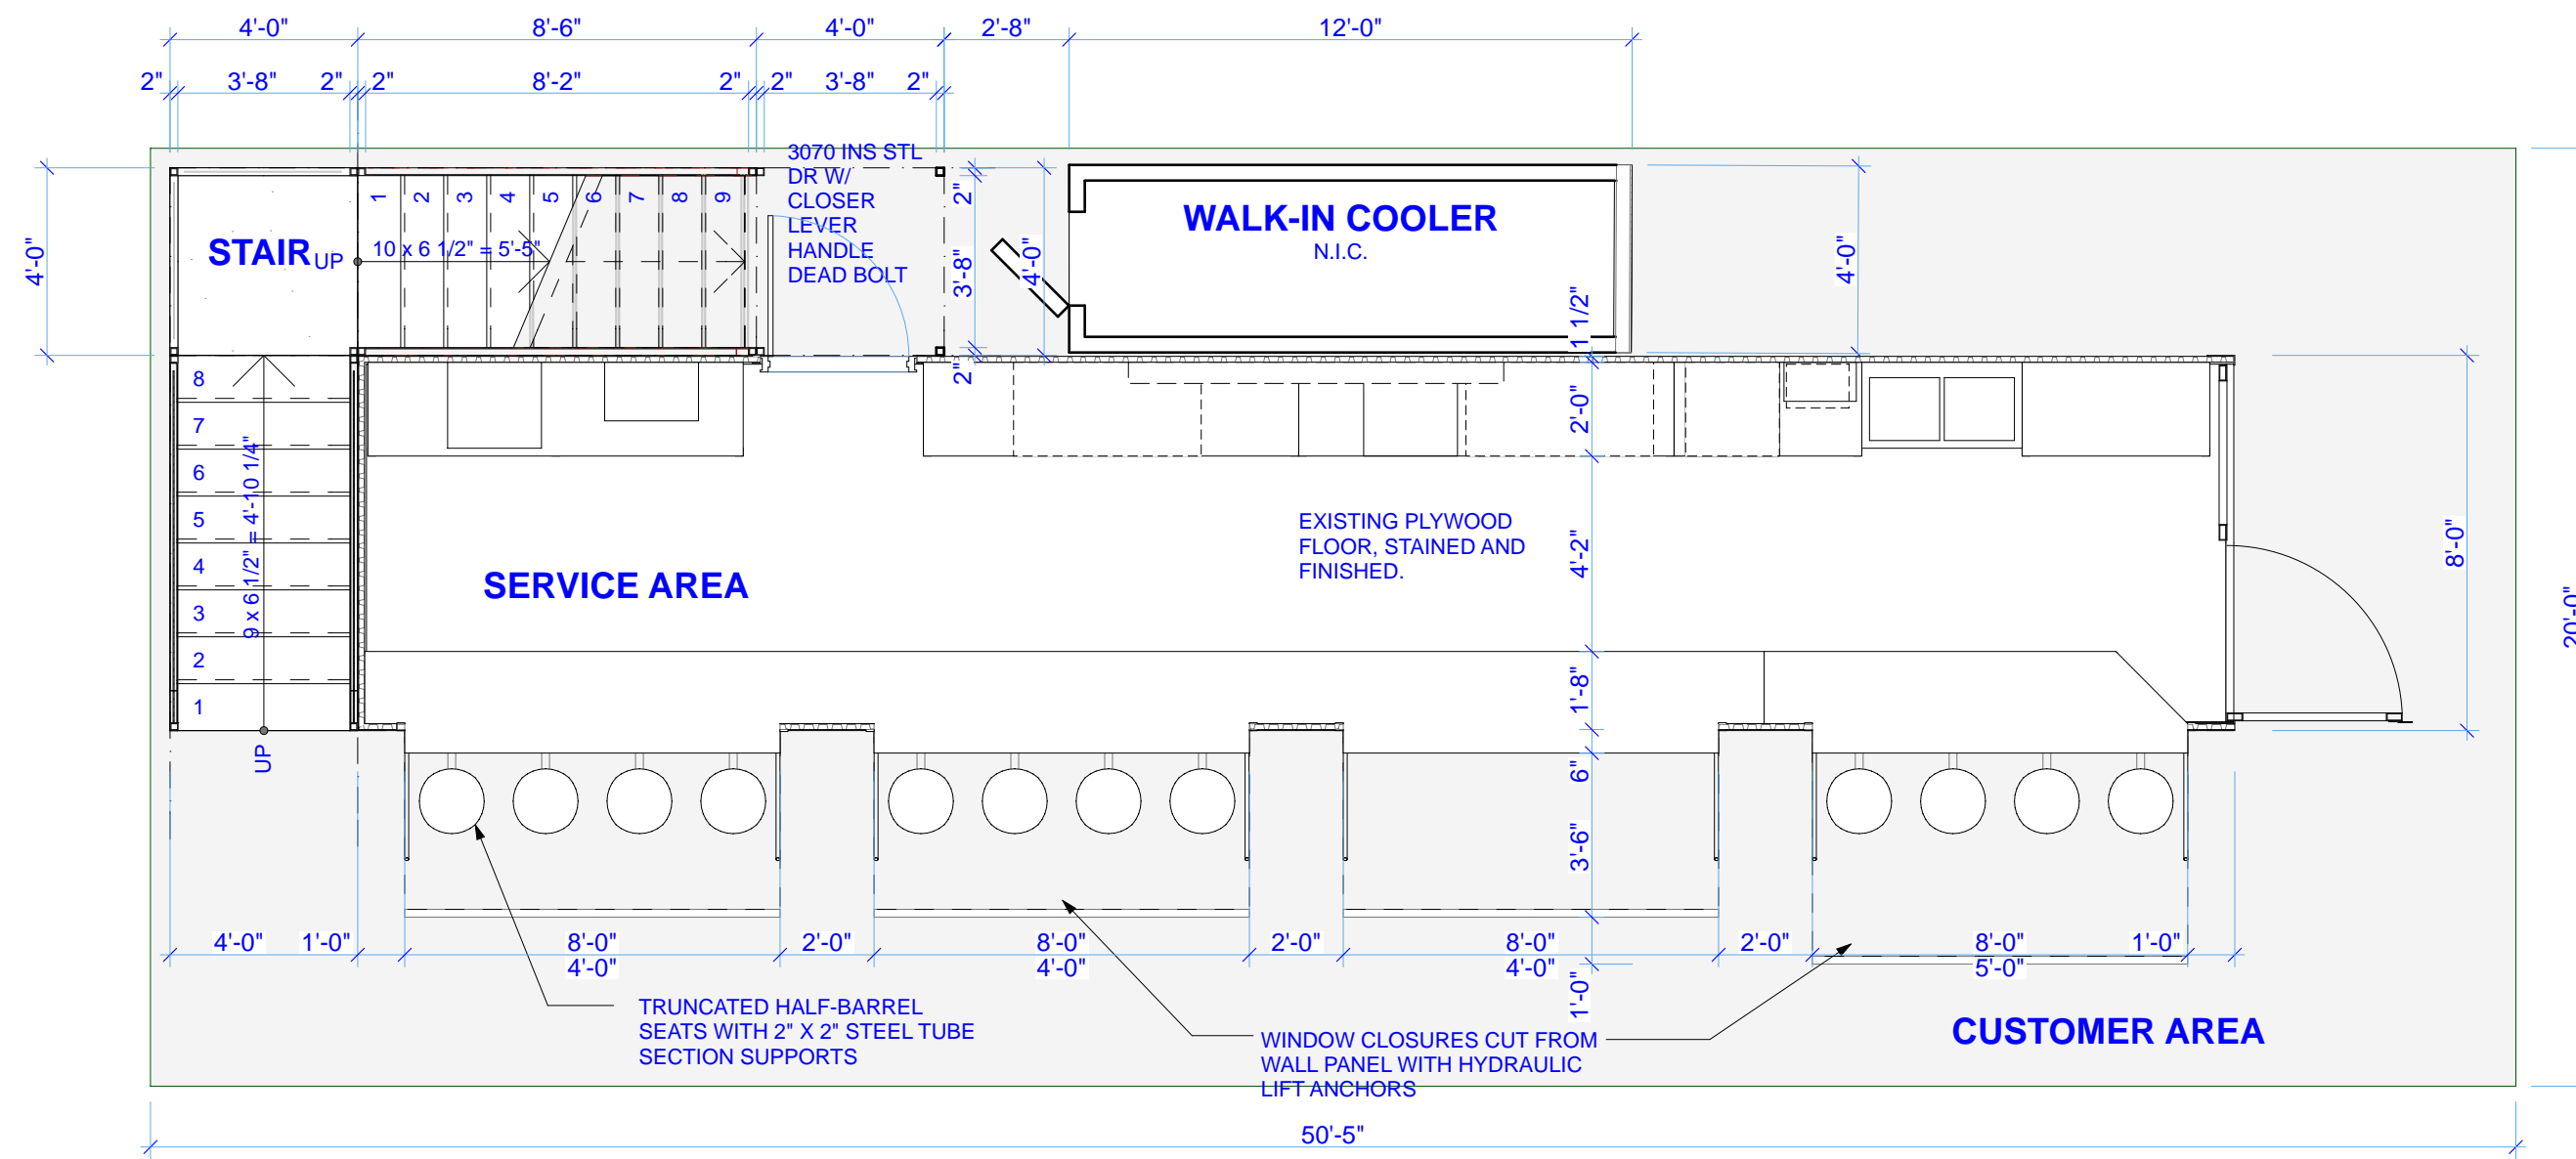 4'-0" 8'-6" 4'-0" 2'-8" 12'-0"
2" 3'-8" 2" 2" 8'-2" 2" 2" 3'-8" 2"
3070 INS STL
DR W/
CLOSER
LEVER
HANDLE
DEAD BOLT
4'-0"
STAIR
UP
1 2 3 4 5 6 7 8 9
10 x 6 1/2" = 5'-5"
2"
3'-8"
2"
4'-0"
WALK-IN COOLER
N.I.C.
4'-0"
1 1/2"
2'-0"
4'-2"
1'-8"
6"
3'-6"
1'-0"
8
7
6
5
4
3
2
1
9 x 6 1/2" = 4'-10 1/4"
UP
EXISTING PLYWOOD
FLOOR, STAINED AND
FINISHED.
SERVICE AREA
8'-0"
20'-0"
4'-0" 1'-0" 8'-0" 2'-0" 8'-0" 2'-0" 8'-0" 2'-0" 8'-0" 1'-0"
4'-0" 4'-0" 4'-0" 5'-0"
TRUNCATED HALF-BARREL
SEATS WITH 2" X 2" STEEL TUBE
SECTION SUPPORTS
WINDOW CLOSURES CUT FROM
WALL PANEL WITH HYDRAULIC
LIFT ANCHORS
CUSTOMER AREA
50'-5"